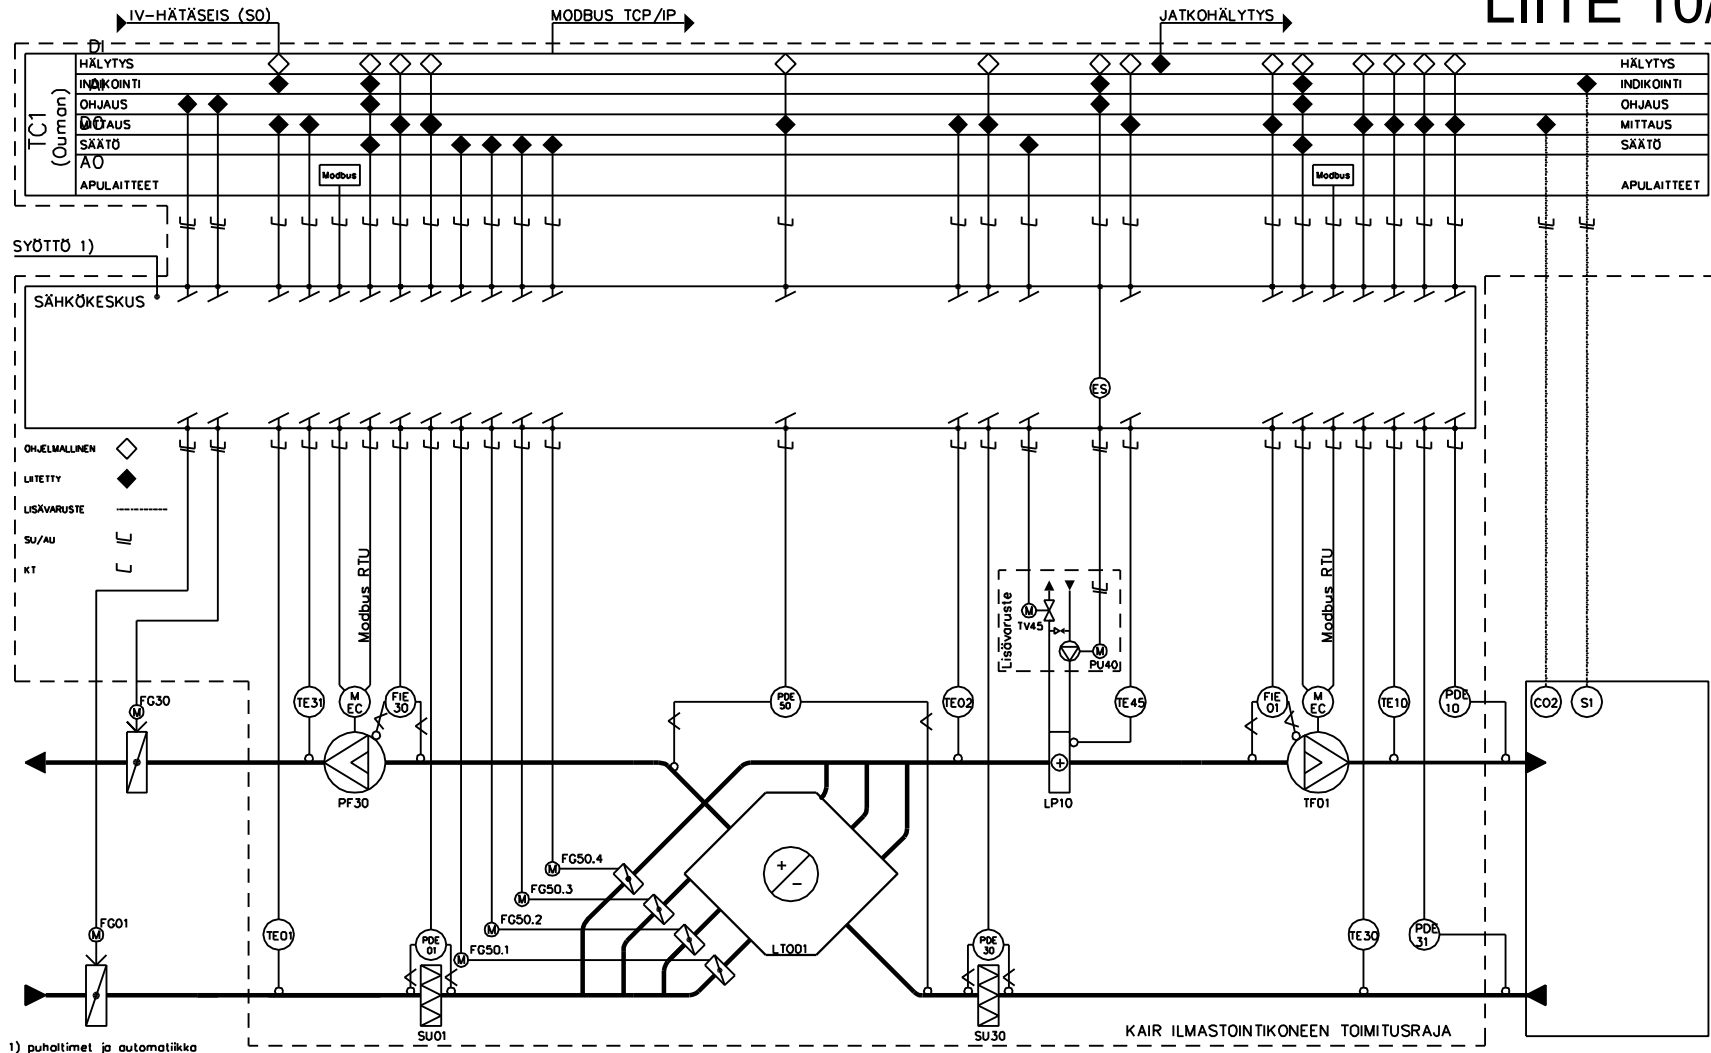 LIITE 10/
IV-HÄTÄSEIS (S0)
MODBUS TCP/IP
JATKOHÄLYTYS
DI
HÄLYTYS
HÄLYTYS
INDIKOINTI
INDIKOINTI
OHJAUS
OHJAUS
DO
MITTAUS
MITTAUS
SÄÄTÖ
SÄÄTÖ
AO
APULAITTEET
APULAITTEET
TC1
(Ouman)
Modbus
Modbus
SYÖTTÖ 1)
SÄHKÖKESKUS
ES
OHJELMALLINEN
LIITETTY
LISÄVARUSTE
SU/AU
KT
Modbus RTU
Modbus RTU
Lisävaruste
M
TV45
M
PU40
FG30
M
TE31
M
EC
FIE
30
PDE
50
TE02
TE45
FIE
01
M
EC
TE10
PDE
10
CO2
S1
PF30
LP10
TF01
+
-
FG50.4
M
FG50.3
M
FG50.2
M
FG50.1
M
FG01
M
TE01
PDE
01
LTO01
PDE
30
TE30
PDE
31
SU01
SU30
KAIR ILMASTOINTIKONEEN TOIMITUSRAJA
1) puhaltimet ja automatiikka